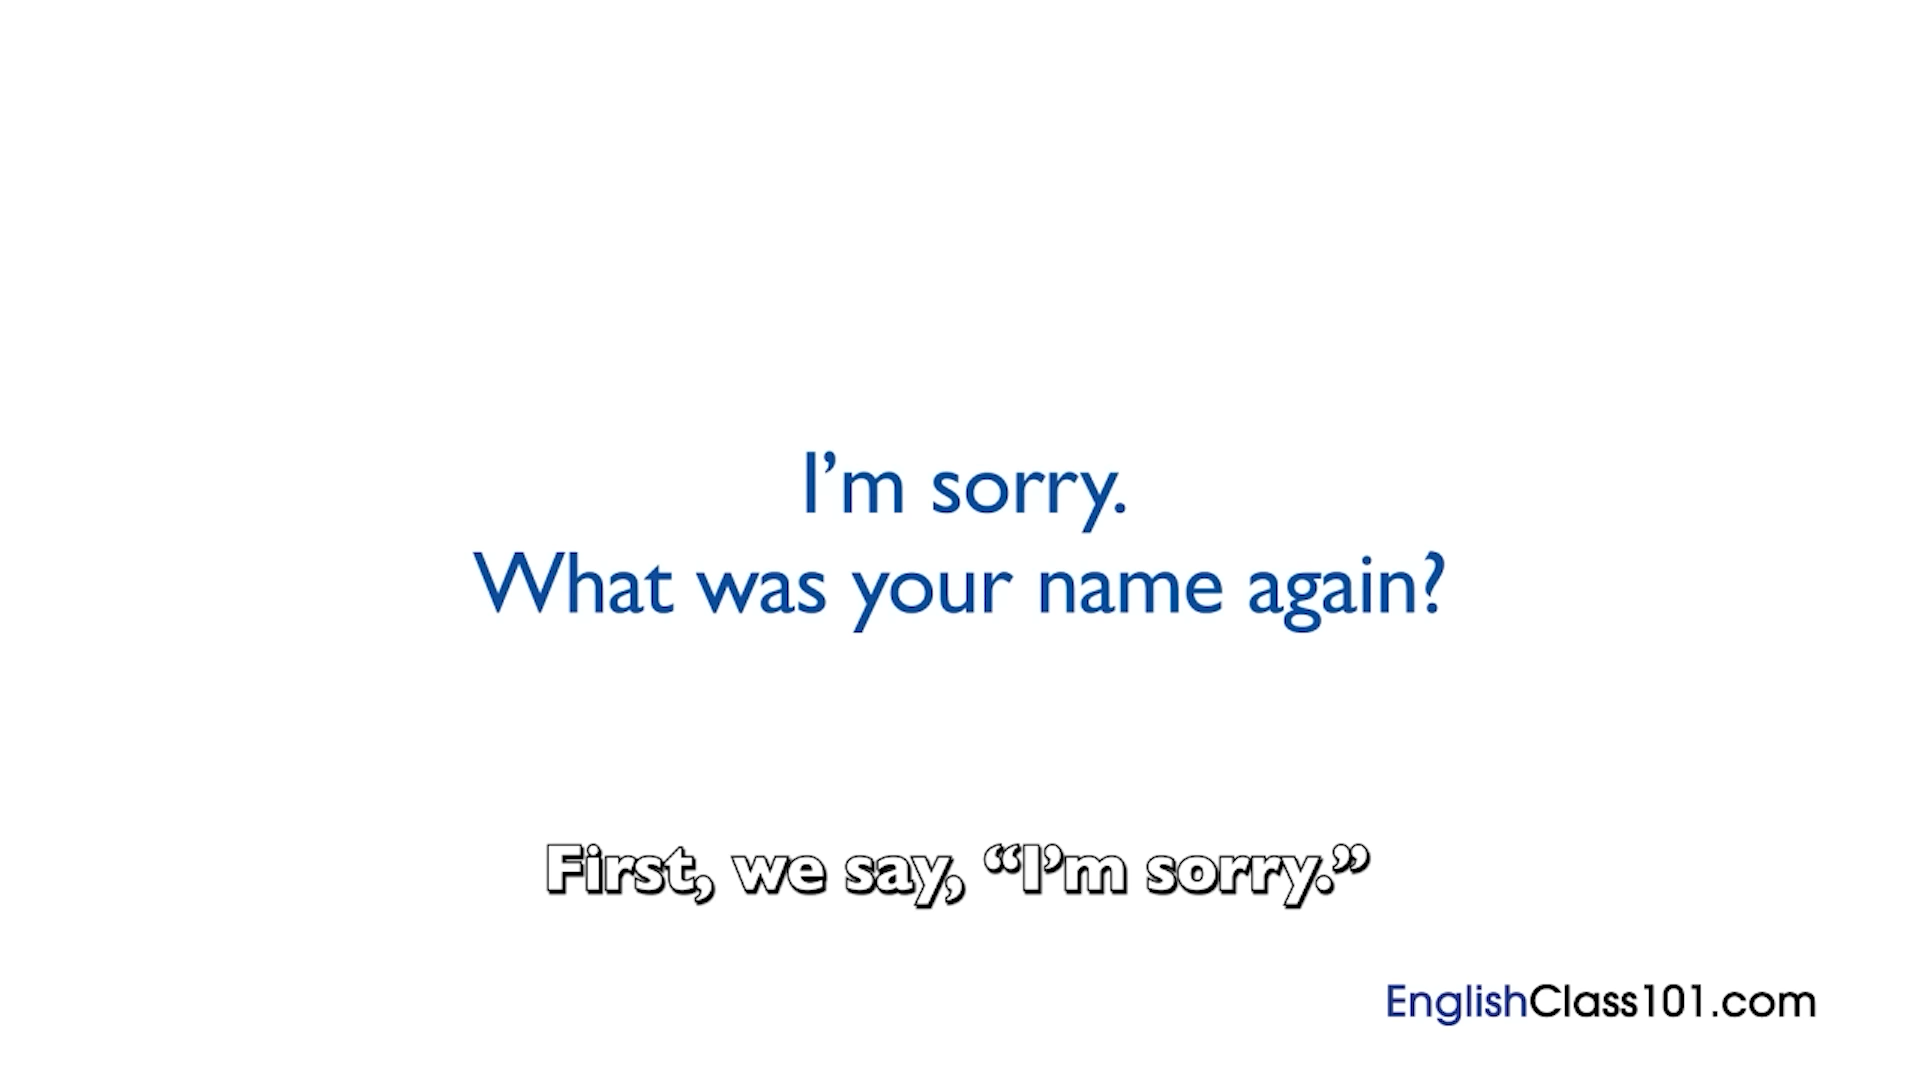 I’m sorry.
What was your name again?
First, we say, “I’m sorry.”
EnglishClass101.com